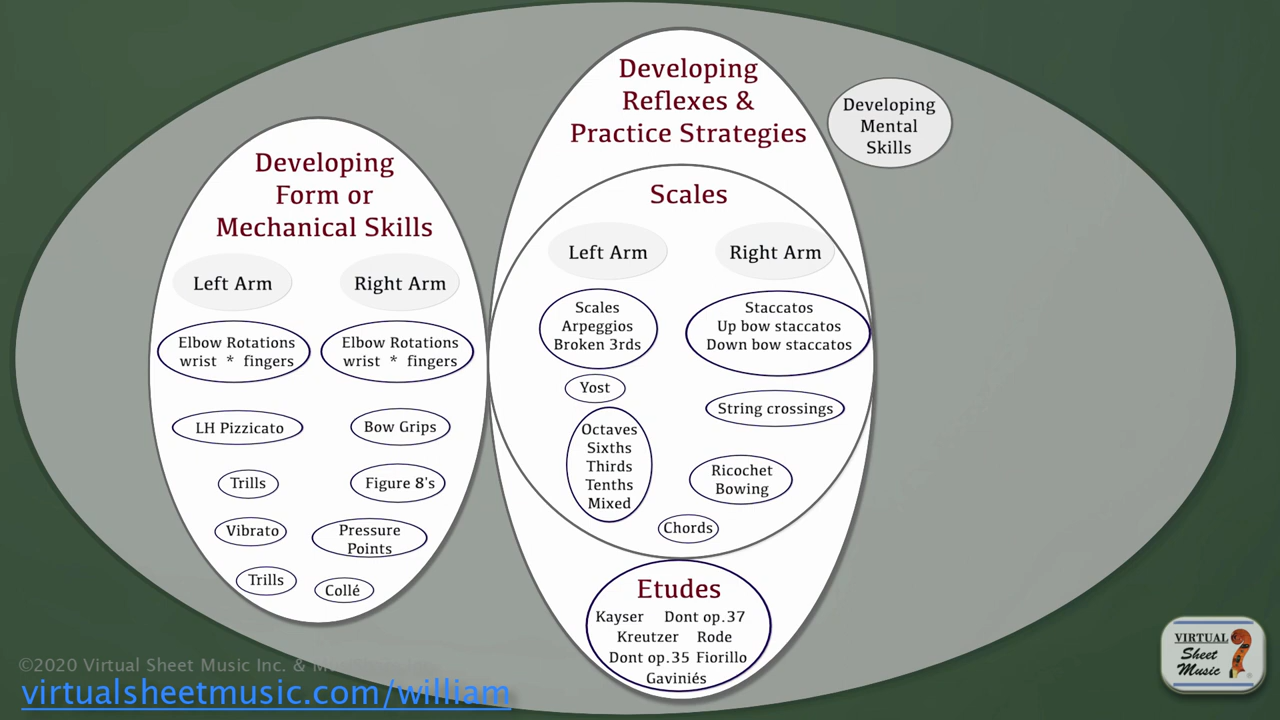 Developing
Form or
Mechanical Skills
Left Arm
Right Arm
Elbow Rotations
wrist * fingers
Elbow Rotations
wrist * fingers
LH Pizzicato
Bow Grips
Trills
Figure 8's
Vibrato
Pressure
Points
Trills
Collé
Developing
Reflexes &
Practice Strategies
Scales
Left Arm
Right Arm
Scales
Arpeggios
Broken 3rds
Staccatos
Up bow staccatos
Down bow staccatos
Yost
String crossings
Octaves
Sixths
Thirds
Tenths
Mixed
Ricochet
Bowing
Chords
Etudes
Kayser Dont op.37
Kreutzer Rode
Dont op.35 Fiorillo
Gaviniés
Developing
Mental
Skills
©2020 Virtual Sheet Music Inc. &
virtualsheetmusic.com/william
VIRTUAL
Sheet
Music